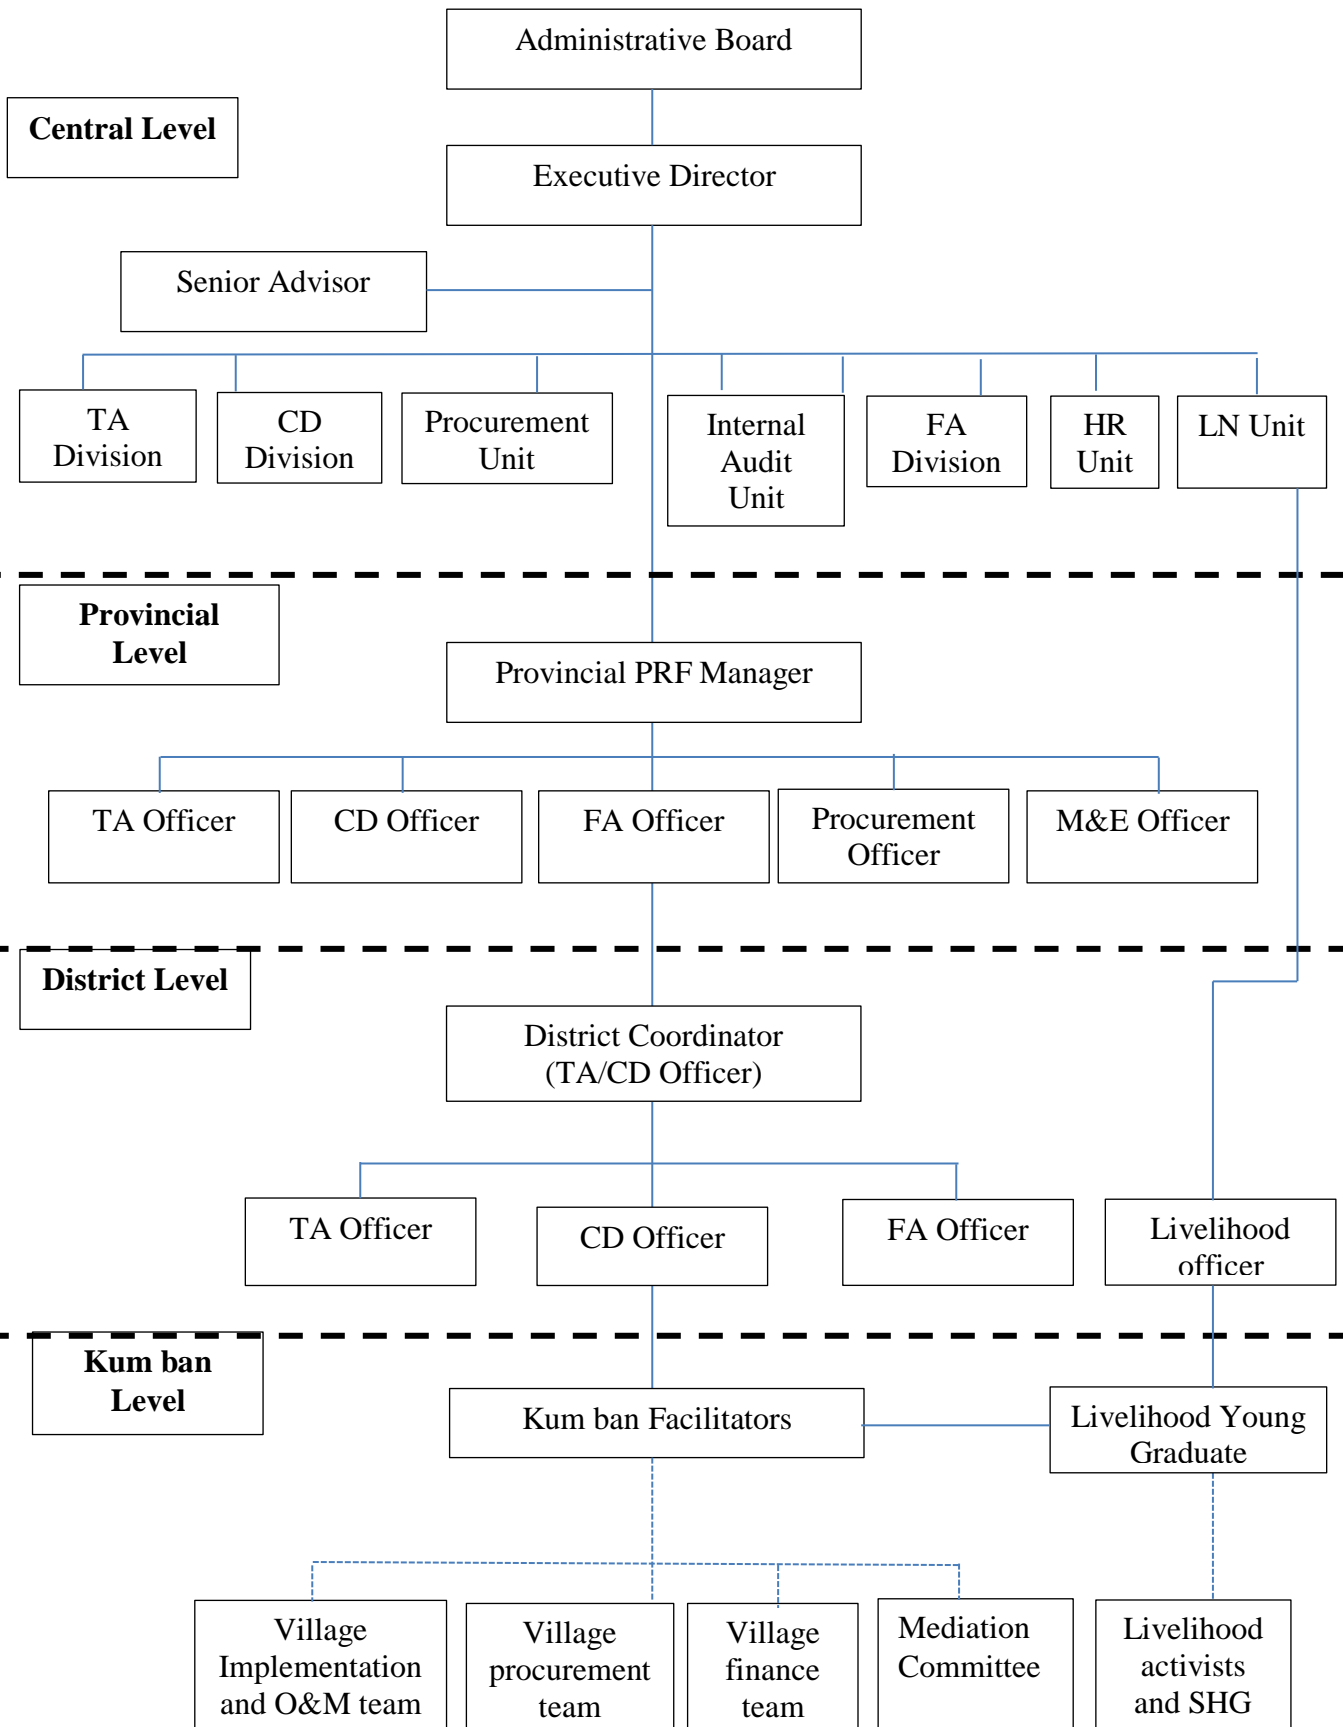 Administrative Board
Central Level
Executive Director
Senior Advisor
TA
Division
CD
Division
Procurement
Unit
Internal
Audit
Unit
FA
Division
HR
Unit
LN Unit
Provincial
Level
Provincial PRF Manager
TA Officer
CD Officer
FA Officer
Procurement
Officer
M&E Officer
District Level
District Coordinator
(TA/CD Officer)
TA Officer
CD Officer
FA Officer
Livelihood
officer
Kum ban
Level
Kum ban Facilitators
Livelihood Young
Graduate
Village
Implementation
and O&M team
Village
procurement
team
Village
finance
team
Mediation
Committee
Livelihood
activists
and SHG